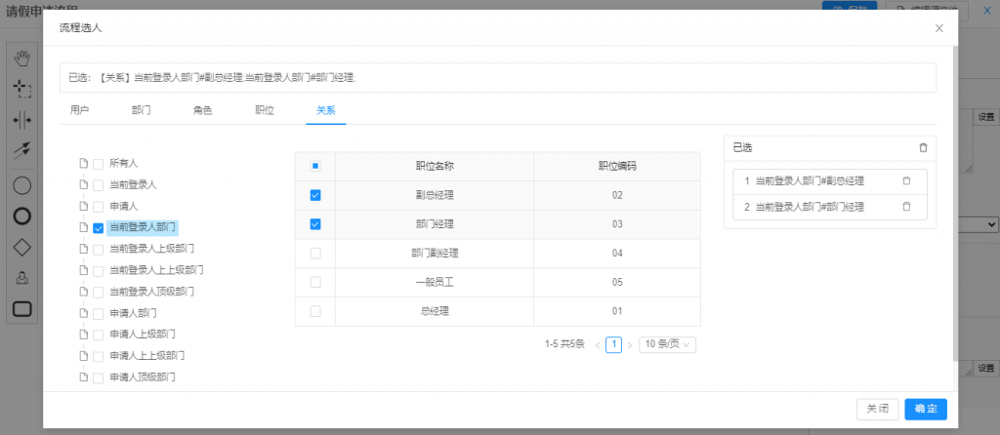 请假申请流程
保存
流程选人
已选：【关系】当前登录人部门#副总经理;当前登录人部门#部门经理;
用户 部门 角色 职位 关系
所有人
当前登录人
申请人
当前登录人部门
当前登录人上级部门
当前登录人上上级部门
当前登录人顶级部门
申请人部门
申请人上级部门
申请人上上级部门
申请人顶级部门
职位名称 职位编码
副总经理 02
部门经理 03
部门副经理 04
一般员工 05
总经理 01
1-5 共5条 1 10 条/页
已选
1 当前登录人部门#副总经理
2 当前登录人部门#部门经理
设置
设置
关 闭 确 定